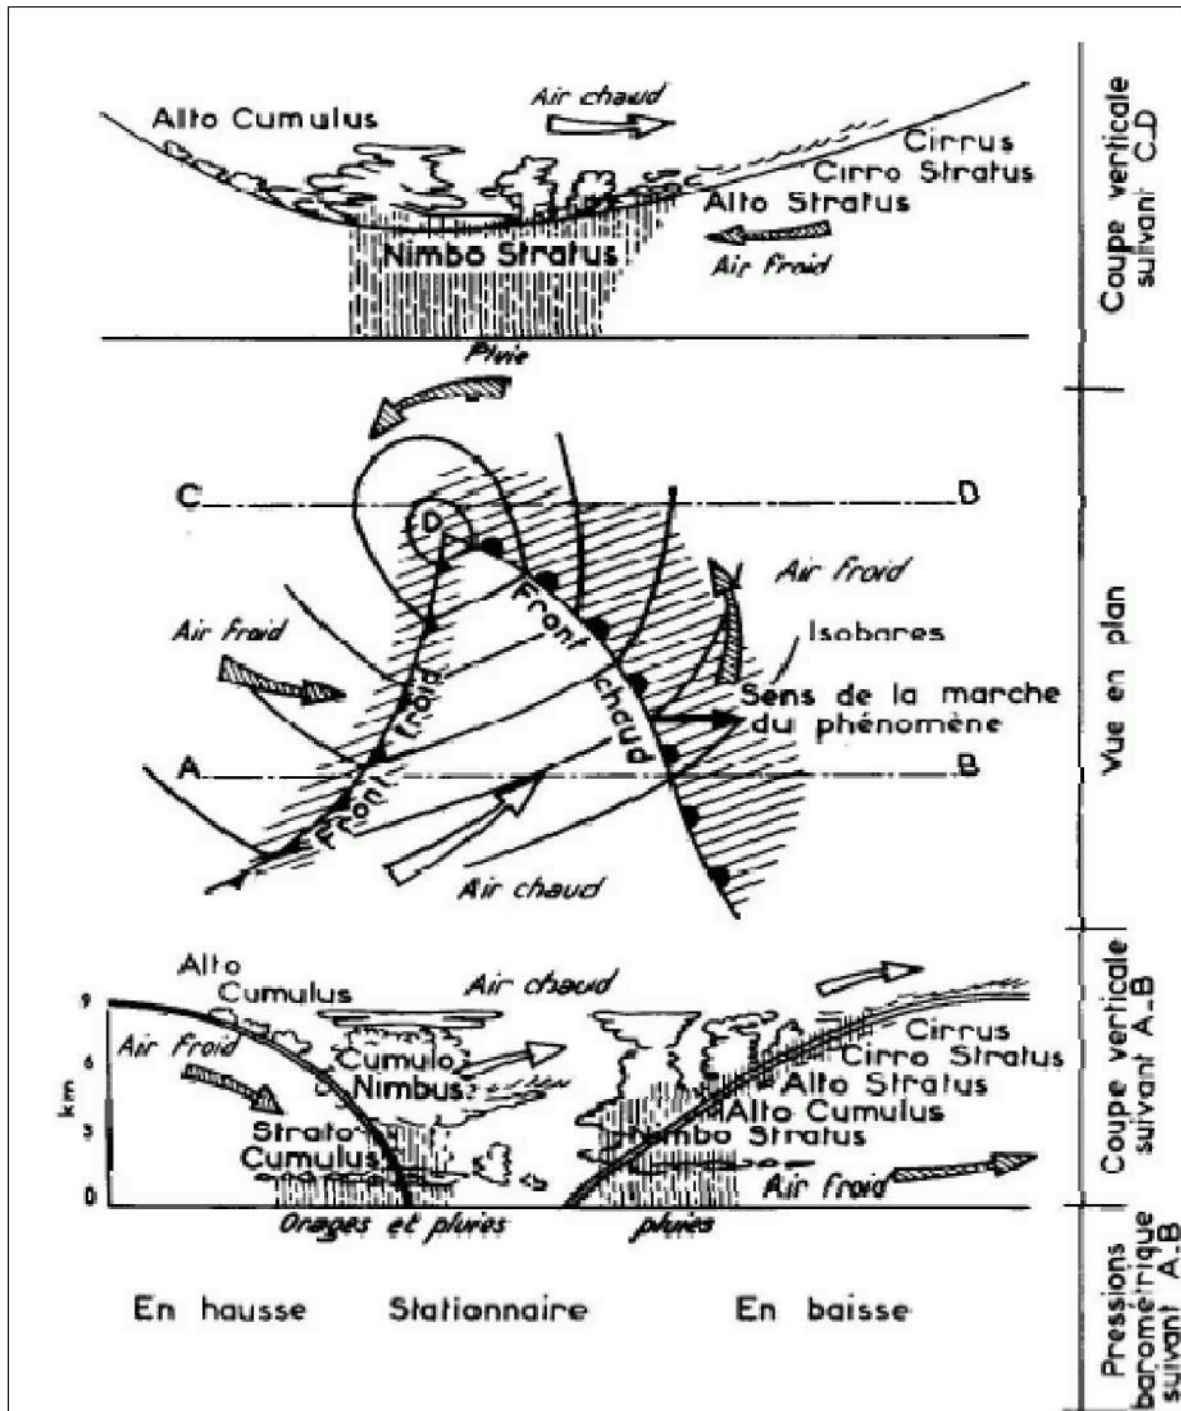 Air chaud
Alto Cumulus
Cirrus
Cirro Stratus
Alto Stratus
Nimbo Stratus
Air froid
Pluie
Coupe verticale
suivant C_D
C
D
D
Air froid
Front
chaud
Air froid
Isobares
Front froid
Sens de la marche
du phénomène
A
B
Air chaud
Vue en plan
Alto
Cumulus
Air chaud
9
Air froid
Cirrus
Cumulo
Cirro Stratus
6
Nimbus
Alto Stratus
km
Alto Cumulus
3
Strato
Nimbo Stratus
Cumulus
Air froid
0
Orages et pluies
pluies
Coupe verticale
suivant A_B
En hausse
Stationnaire
En baisse
Pressions
barométrique
suivant A_B